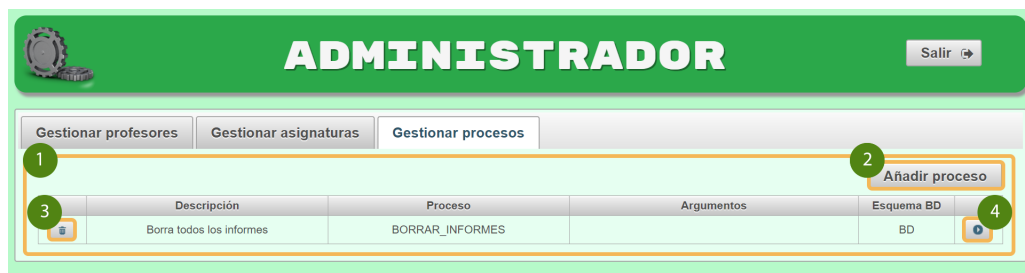 ADMINISTRADOR
Salir
Gestionar profesores Gestionar asignaturas Gestionar procesos
1
2
Añadir proceso
3
4
Descripción Proceso Argumentos Esquema BD
Borra todos los informes BORRAR_INFORMES BD